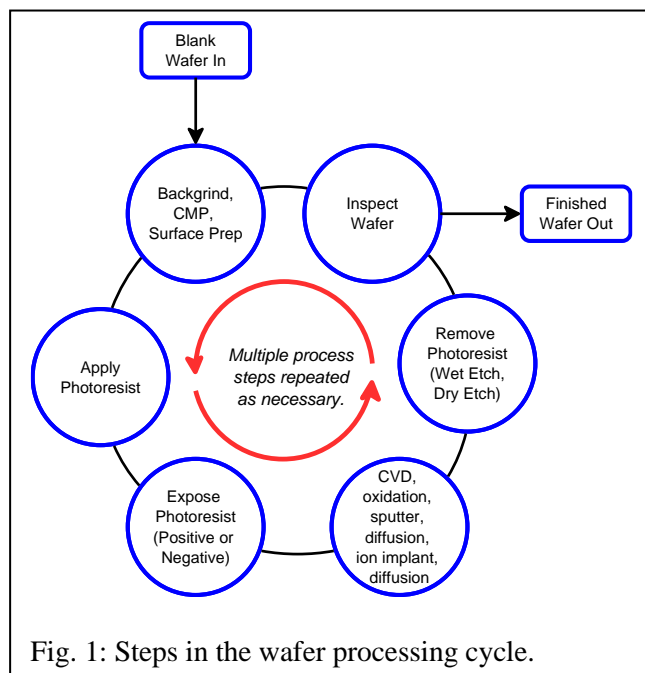 Blank
Wafer In
Backgrind,
CMP,
Surface Prep
Inspect
Wafer
Finished
Wafer Out
Apply
Photoresist
Multiple process
steps repeated
as necessary.
Remove
Photoresist
(Wet Etch,
Dry Etch)
Expose
Photoresist
(Positive or
Negative)
CVD,
oxidation,
sputter,
diffusion,
ion implant,
diffusion
Fig. 1: Steps in the wafer processing cycle.